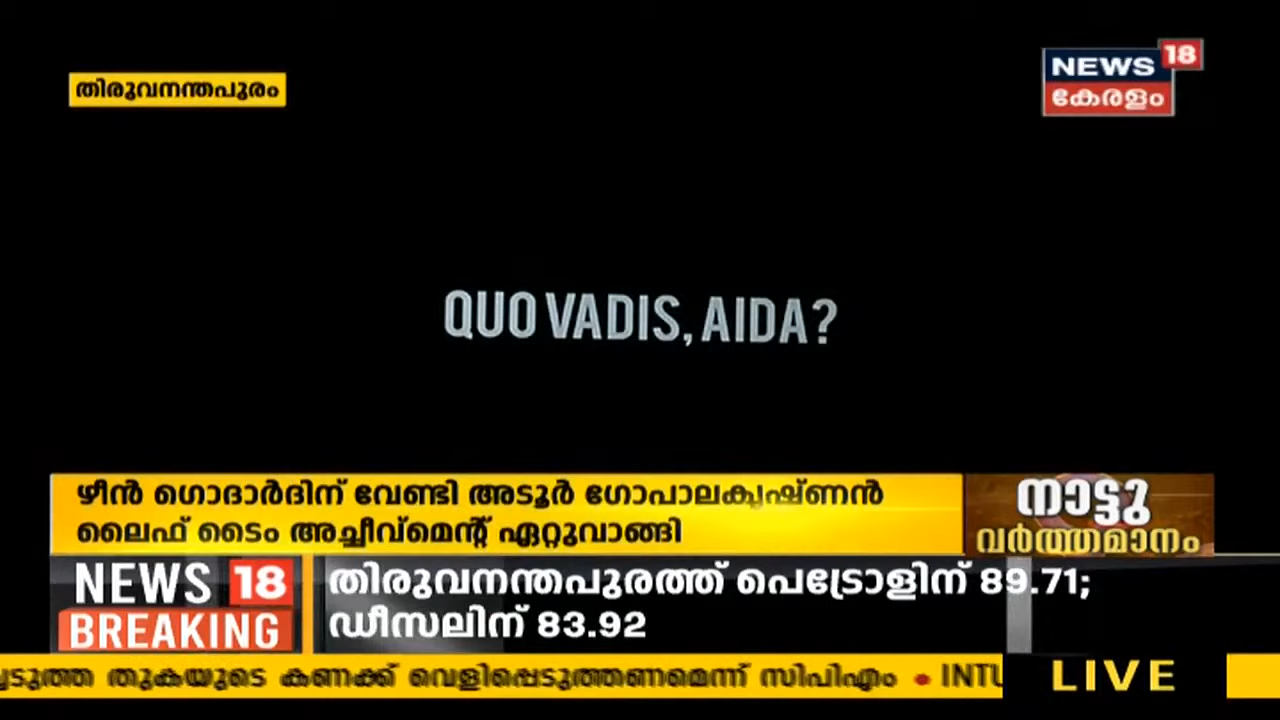 തിരുവനന്തപുരം
NEWS 18
കേരളം
QUO VADIS, AIDA?
ഴീൻ ഗൊദാർദിന് വേണ്ടി അടൂർ ഗോപാലകൃഷ്ണൻ
ലൈഫ് ടൈം അച്ചീവ്മെന്റ് ഏറ്റുവാങ്ങി
നാട്ടു
വർത്തമാനം
NEWS 18
BREAKING
തിരുവനന്തപുരത്ത് പെട്രോളിന് 89.71;
ഡീസലിന് 83.92
തുകയുടെ കണക്ക് വെളിപ്പെടുത്തണമെന്ന് സിപിഎം • INTU
LIVE